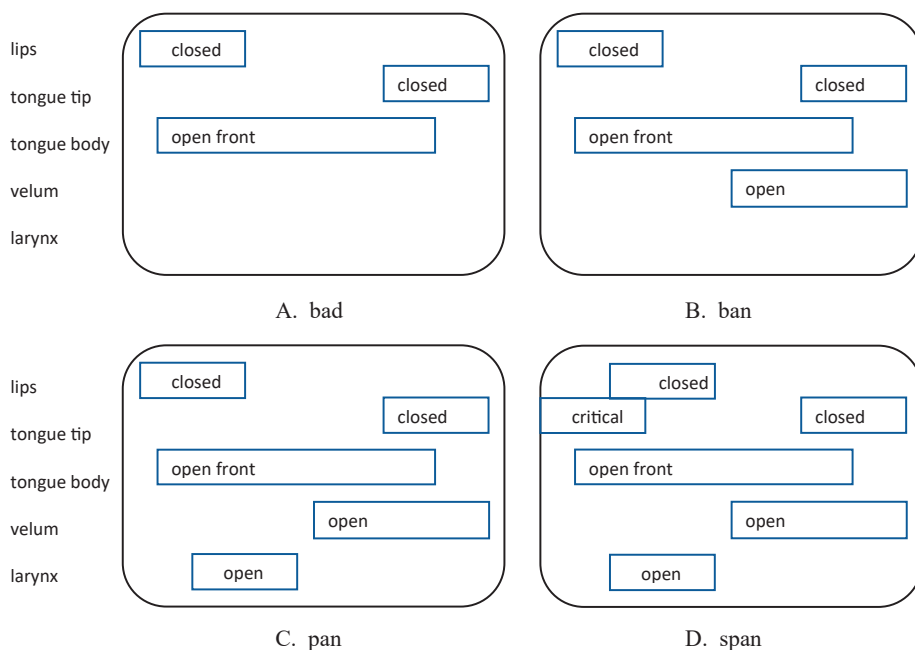 lips closed closed
tongue tip closed closed
tongue body open front open front
velum open
larynx
A. bad B. ban
lips closed closed
tongue tip closed critical closed
tongue body open front open front
velum open open
larynx open open
C. pan D. span